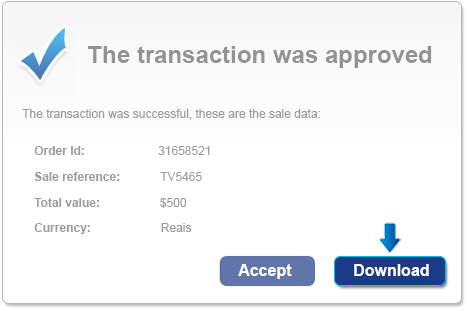 The transaction was approved
The transaction was successful, these are the sale data:
Order Id: 31658521
Sale reference: TV5465
Total value: $500
Currency: Reais
Accept Download